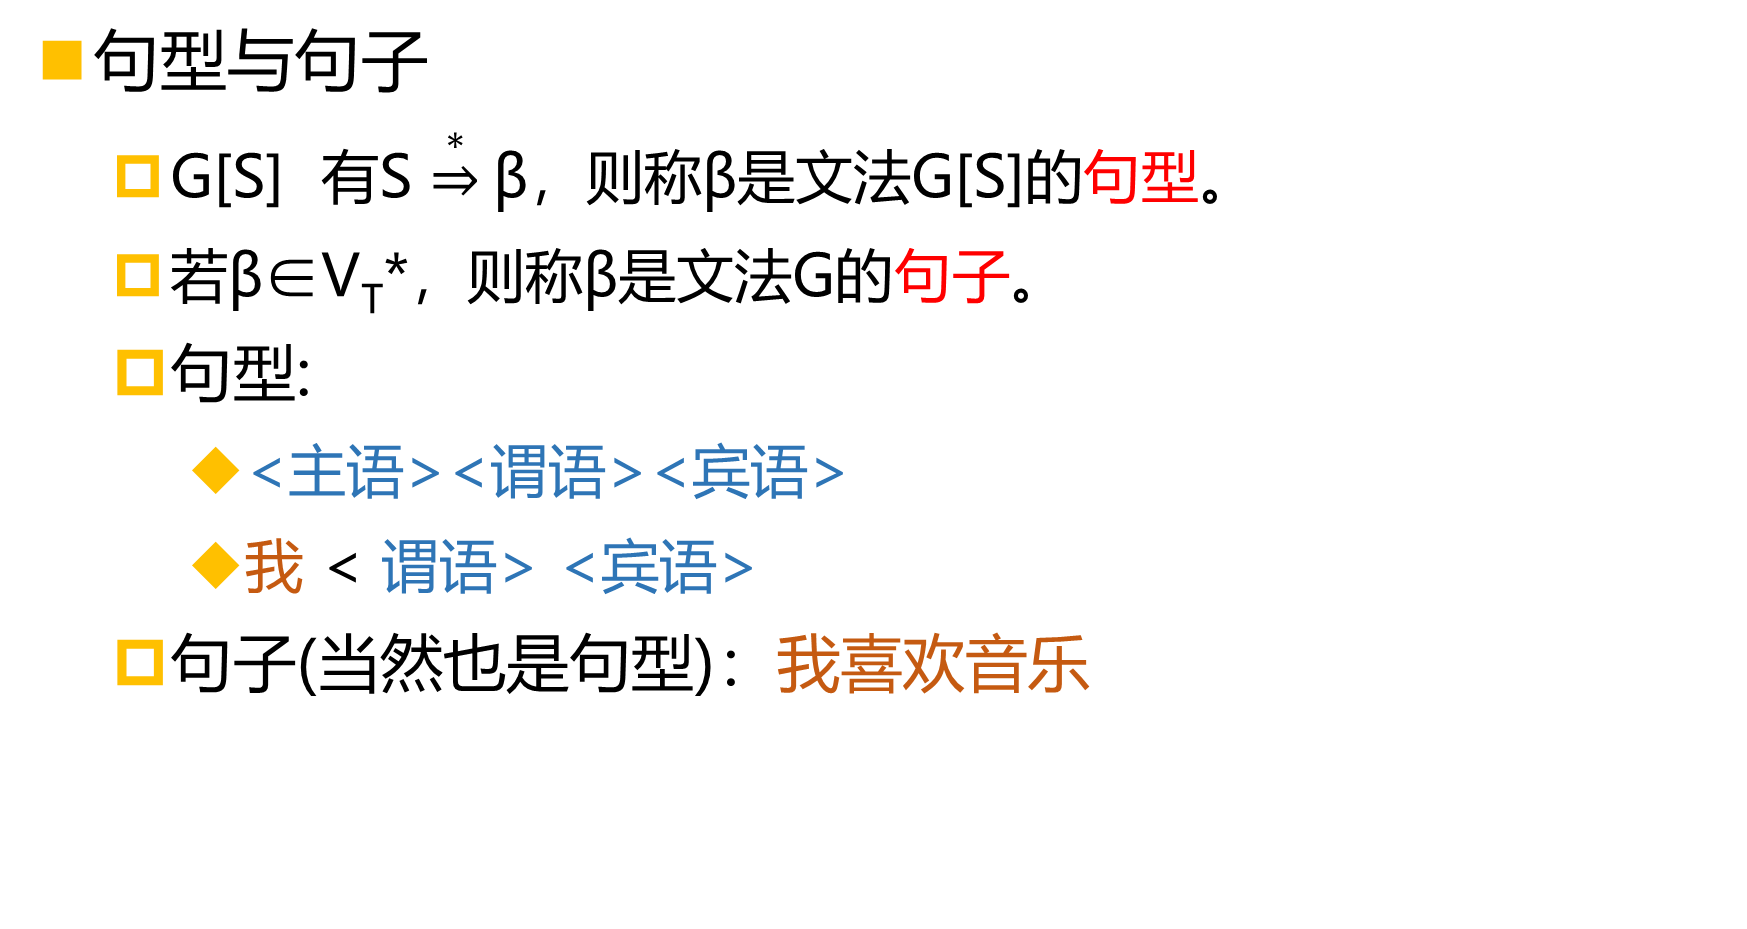 句型与句子
G[S] 有S ⇒* β，则称β是文法G[S]的句型。
若β∈V_T*，则称β是文法G的句子。
句型:
<主语><谓语><宾语>
我 < 谓语> <宾语>
句子(当然也是句型)：我喜欢音乐